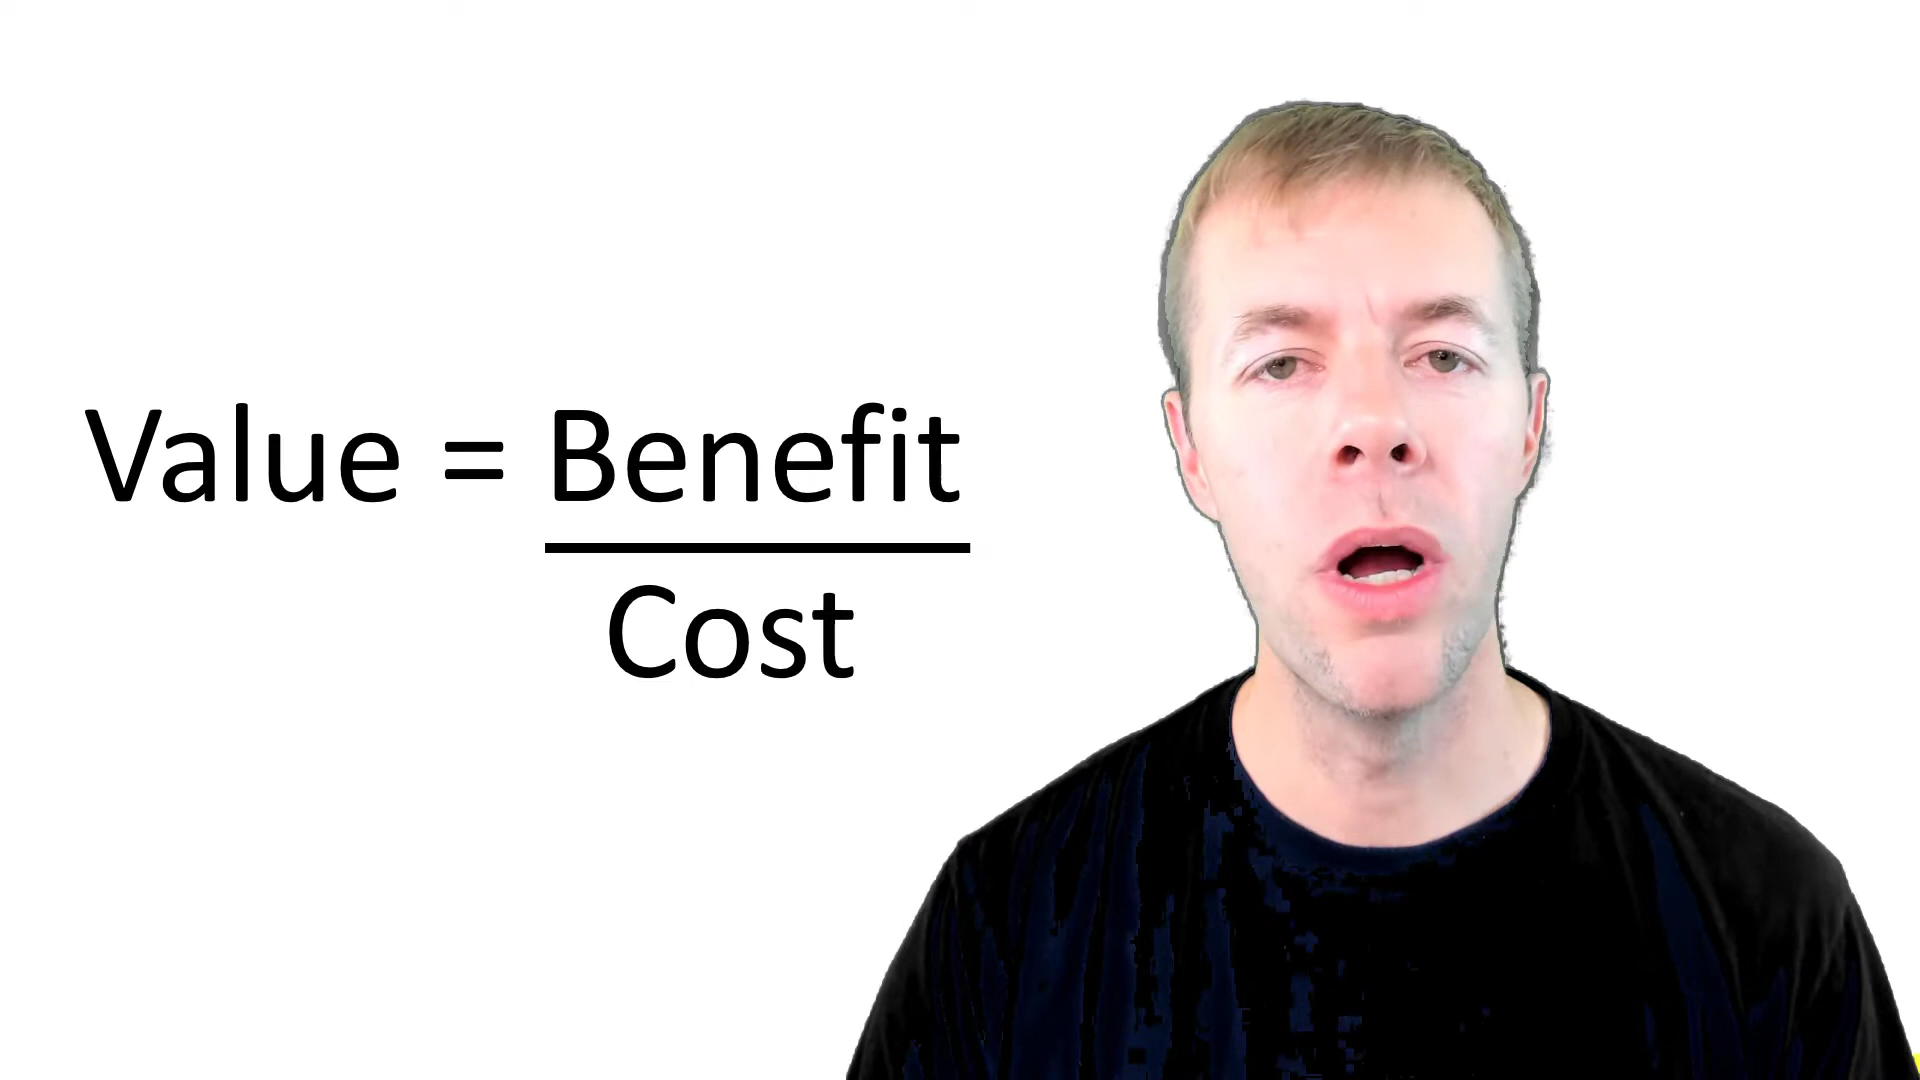 Value = Benefit
Cost